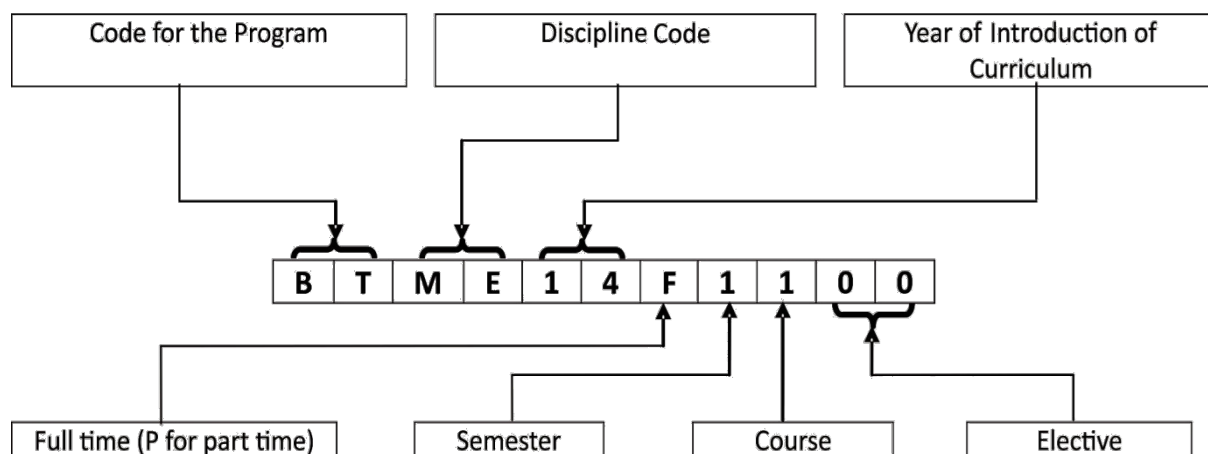 Code for the Program
Discipline Code
Year of Introduction of
Curriculum
B T M E 1 4 F 1 1 0 0
Full time (P for part time)
Semester
Course
Elective